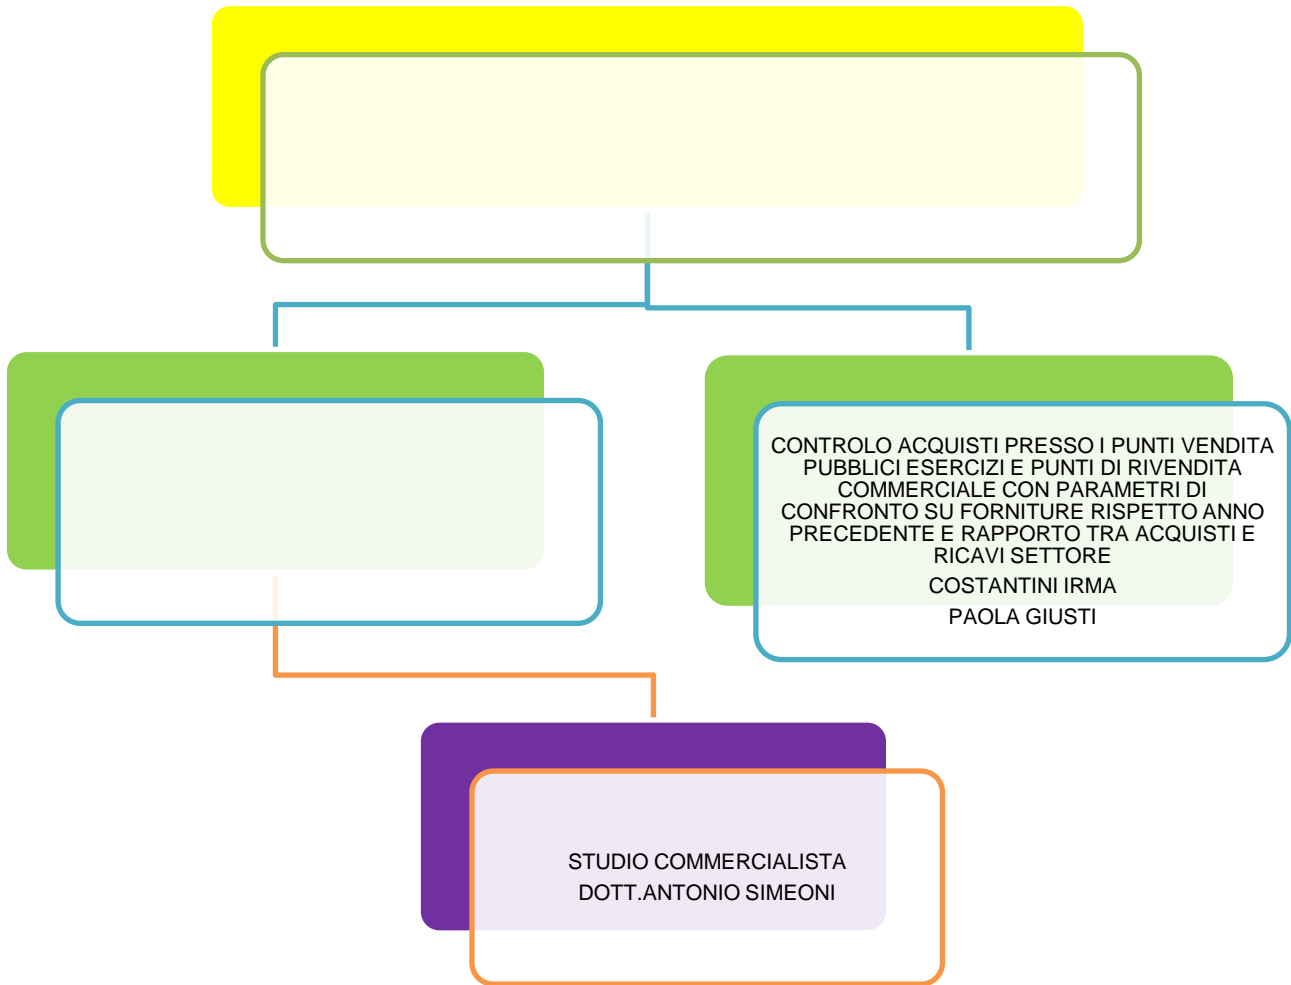 CONTROLO ACQUISTI PRESSO I PUNTI VENDITA
PUBBLICI ESERCIZI E PUNTI DI RIVENDITA
COMMERCIALE CON PARAMETRI DI
CONFRONTO SU FORNITURE RISPETTO ANNO
PRECEDENTE E RAPPORTO TRA ACQUISTI E
RICAVI SETTORE
COSTANTINI IRMA
PAOLA GIUSTI
STUDIO COMMERCIALISTA
DOTT.ANTONIO SIMEONI